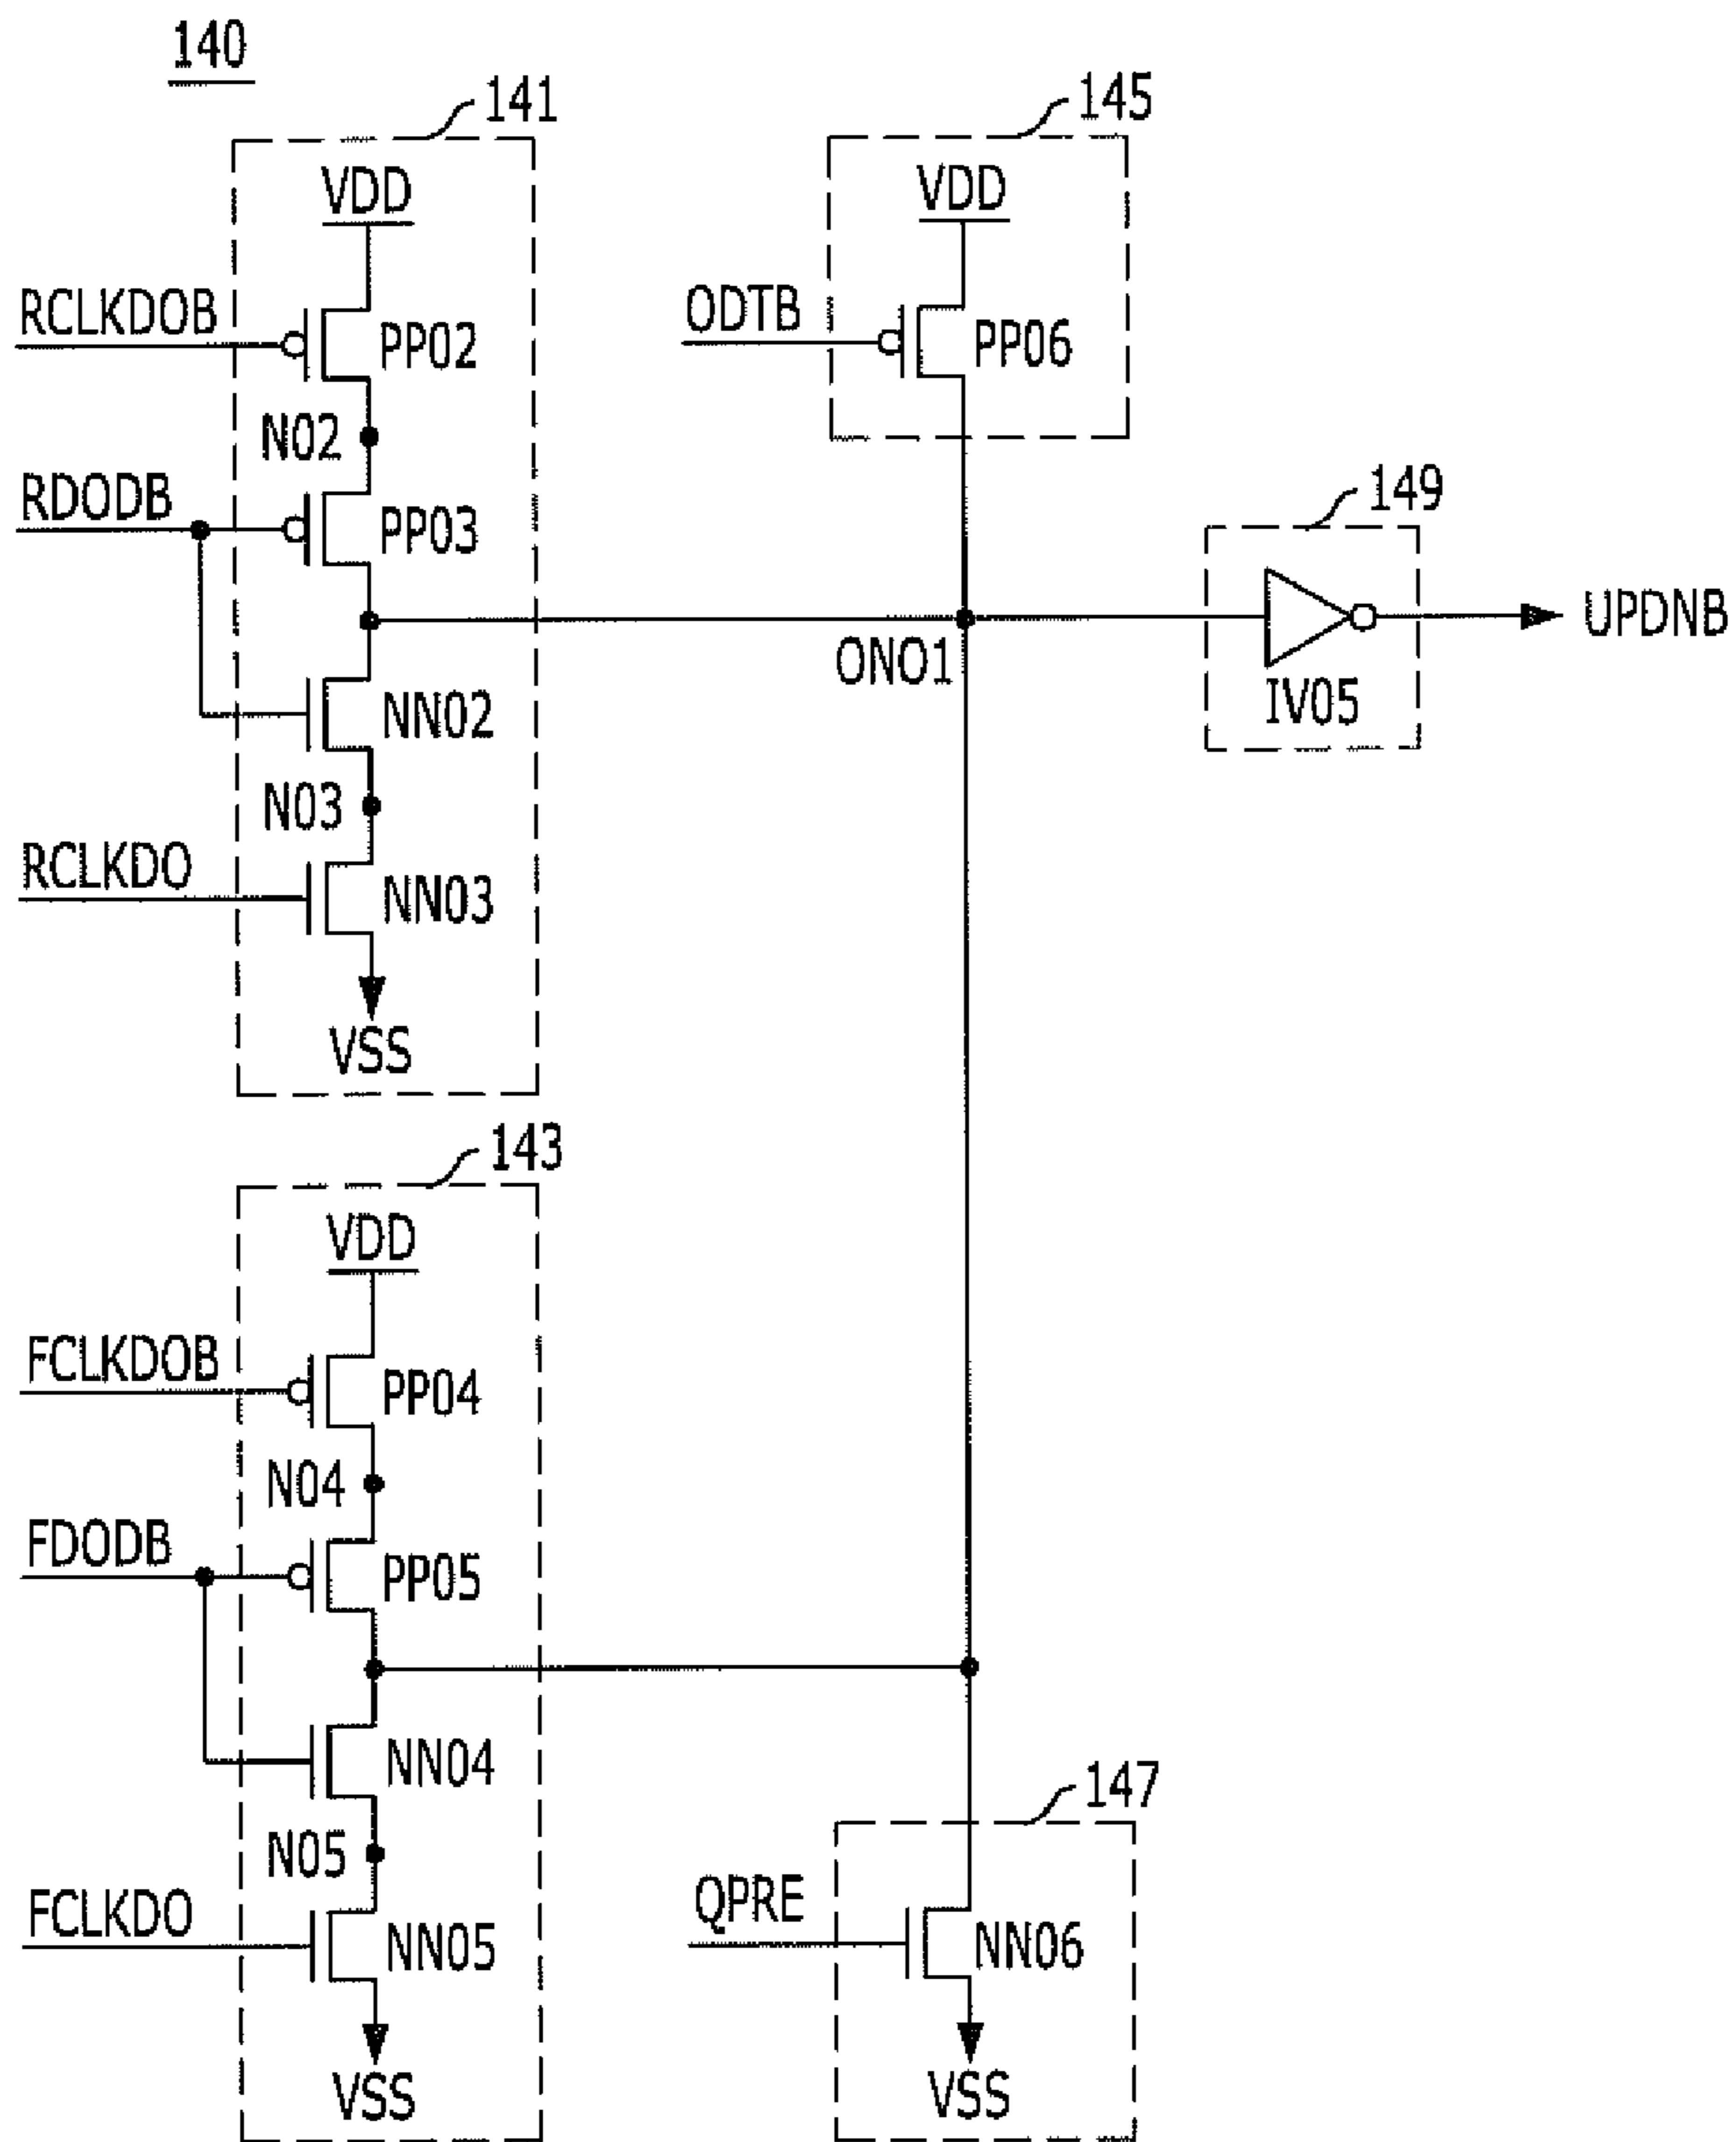 140
141
145
VDD
VDD
RCLKDOB
PP02
ODTB
PP06
N02
149
RDODB
PP03
ONO1
UPDNB
NN02
IV05
N03
RCLKDO
NN03
VSS
143
VDD
FCLKDOB
PP04
N04
FDODB
PP05
NN04
147
N05
QPRE
FCLKDO
NN05
NN06
VSS
VSS